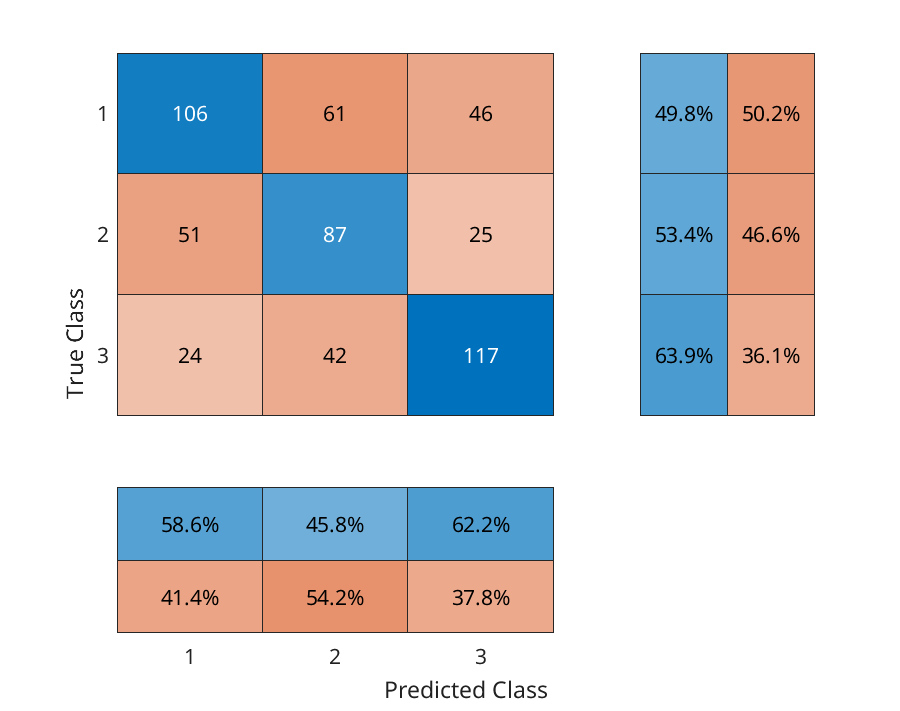 1 106 61 46 49.8% 50.2%
2 51 87 25 53.4% 46.6%
True Class
3 24 42 117 63.9% 36.1%
58.6% 45.8% 62.2%
41.4% 54.2% 37.8%
1 2 3
Predicted Class